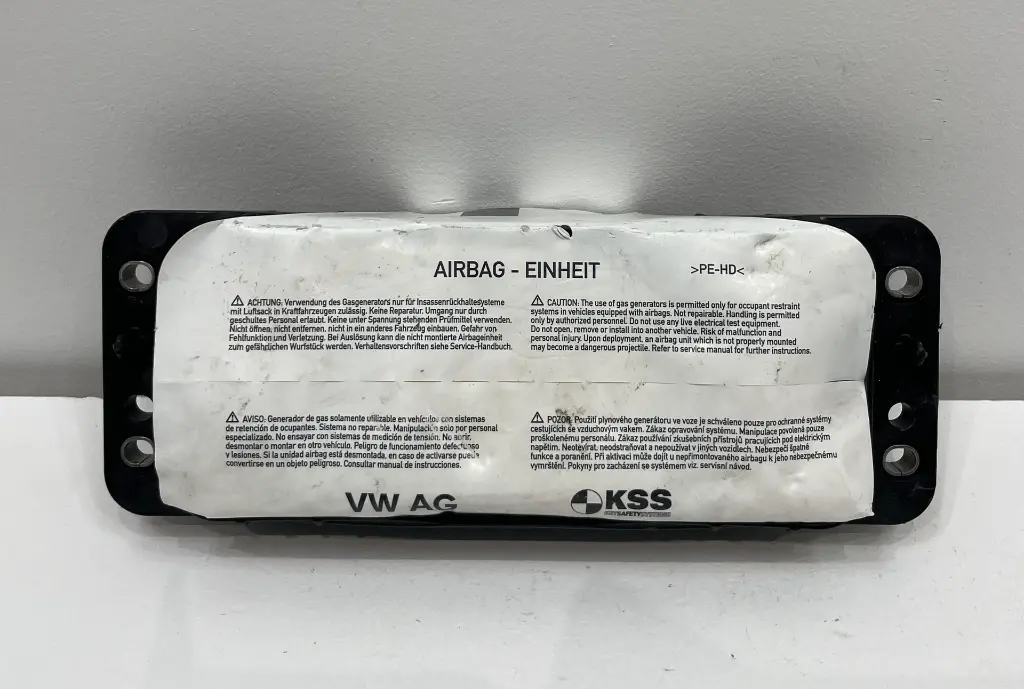 AIRBAG - EINHEIT
>PE-HD<
⚠ ACHTUNG: Verwendung des Gasgenerators nur für Insassenrückhaltesysteme
mit Luftsack in Kraftfahrzeugen zulässig. Keine Reparatur. Umgang nur durch
geschultes Personal erlaubt. Keine unter Spannung stehenden Prüfmittel verwenden.
Nicht öffnen, nicht entfernen, nicht in ein anderes Fahrzeug einbauen. Gefahr von
Fehlfunktion und Verletzung. Bei Auslösung kann die nicht montierte Airbageinheit
zum gefährlichen Wurfstück werden. Verhaltensvorschriften siehe Service-Handbuch.
⚠ CAUTION: The use of gas generators is permitted only for occupant restraint
systems in vehicles equipped with airbags. Not repairable. Handling is permitted
only by authorized personnel. Do not use any live electrical test equipment.
Do not open, remove or install into another vehicle. Risk of malfunction and
personal injury. Upon deployment, an airbag unit which is not properly mounted
may become a dangerous projectile. Refer to service manual for further instructions.
⚠ AVISO: Generador de gas solamente utilizable en vehículos con sistemas
de retención de ocupantes. Sistema no reparable. Manipulación solo por personal
especializado. No ensayar con sistemas de medición de tensión. No abrir,
desmontar o montar en otro vehículo. Peligro de funcionamiento defectuoso
y lesiones. Si la unidad airbag está desmontada, en caso de activarse puede
convertirse en un objeto peligroso. Consultar manual de instrucciones.
⚠ POZOR: Použití plynového generátoru ve voze je schváleno pouze pro ochranné systémy
cestujících se vzduchovým vakem. Zákaz opravování systému. Manipulace povolená pouze
proškolenému personálu. Zákaz používání zkušebních přístrojů pracujících pod elektrickým
napětím. Neotevírat, neodstraňovat a nepoužívat v jiných vozidlech. Nebezpečí špatné
funkce a poranění. Při aktivaci může dojít u nepřimontovaného airbagu k jeho nebezpečnému
vymrštění. Pokyny pro zacházení se systémem viz. servisní návod.
VW AG
KSS
KEYSAFETYSYSTEMS